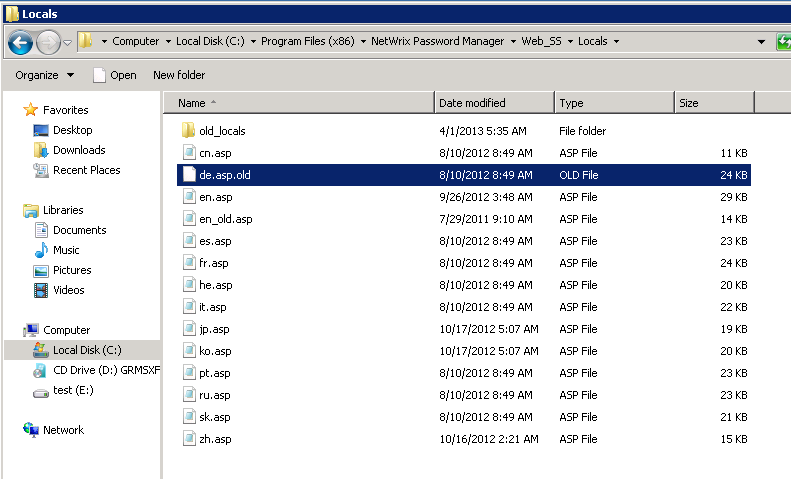 Locals
Computer Local Disk (C:) Program Files (x86) NetWrix Password Manager Web_SS Locals
Organize Open New folder
Name Date modified Type Size
Favorites
Desktop
Downloads
Recent Places
Libraries
Documents
Music
Pictures
Videos
Computer
Local Disk (C:)
CD Drive (D:) GRMSXF
test (E:)
Network
old_locals 4/1/2013 5:35 AM File folder
cn.asp 8/10/2012 8:49 AM ASP File 11 KB
de.asp.old 8/10/2012 8:49 AM OLD File 24 KB
en.asp 9/26/2012 3:48 AM ASP File 29 KB
en_old.asp 7/29/2011 9:10 AM ASP File 14 KB
es.asp 8/10/2012 8:49 AM ASP File 23 KB
fr.asp 8/10/2012 8:49 AM ASP File 24 KB
he.asp 8/10/2012 8:49 AM ASP File 20 KB
it.asp 8/10/2012 8:49 AM ASP File 22 KB
jp.asp 10/17/2012 5:07 AM ASP File 19 KB
ko.asp 10/17/2012 5:07 AM ASP File 20 KB
pt.asp 8/10/2012 8:49 AM ASP File 23 KB
ru.asp 8/10/2012 8:49 AM ASP File 23 KB
sk.asp 8/10/2012 8:49 AM ASP File 21 KB
zh.asp 10/16/2012 2:21 AM ASP File 15 KB